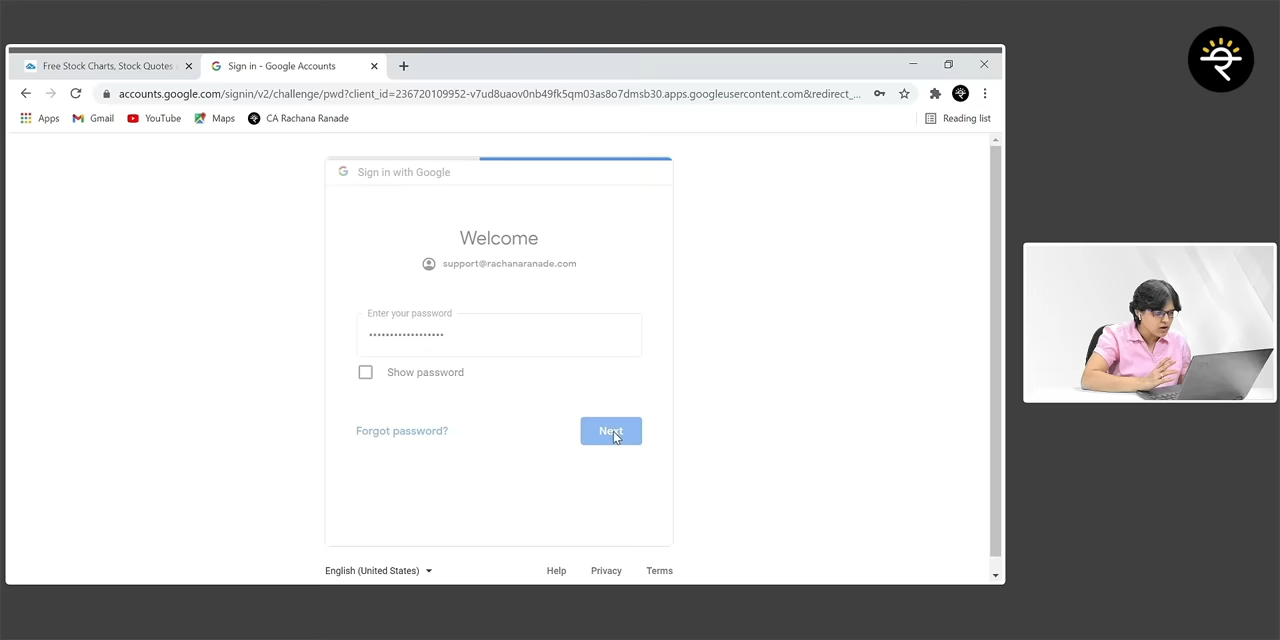 Free Stock Charts, Stock Quotes
Sign in - Google Accounts
accounts.google.com/signin/v2/challenge/pwd?client_id=236720109952-v7ud8uaov0nb49fk5qm03as8o7dmsb30.apps.googleusercontent.com&redirect_...
Apps
Gmail
YouTube
Maps
CA Rachana Ranade
Reading list
Sign in with Google
Welcome
support@rachanaranade.com
Enter your password
••••••••••••••••••
Show password
Forgot password?
Next
English (United States)
Help
Privacy
Terms